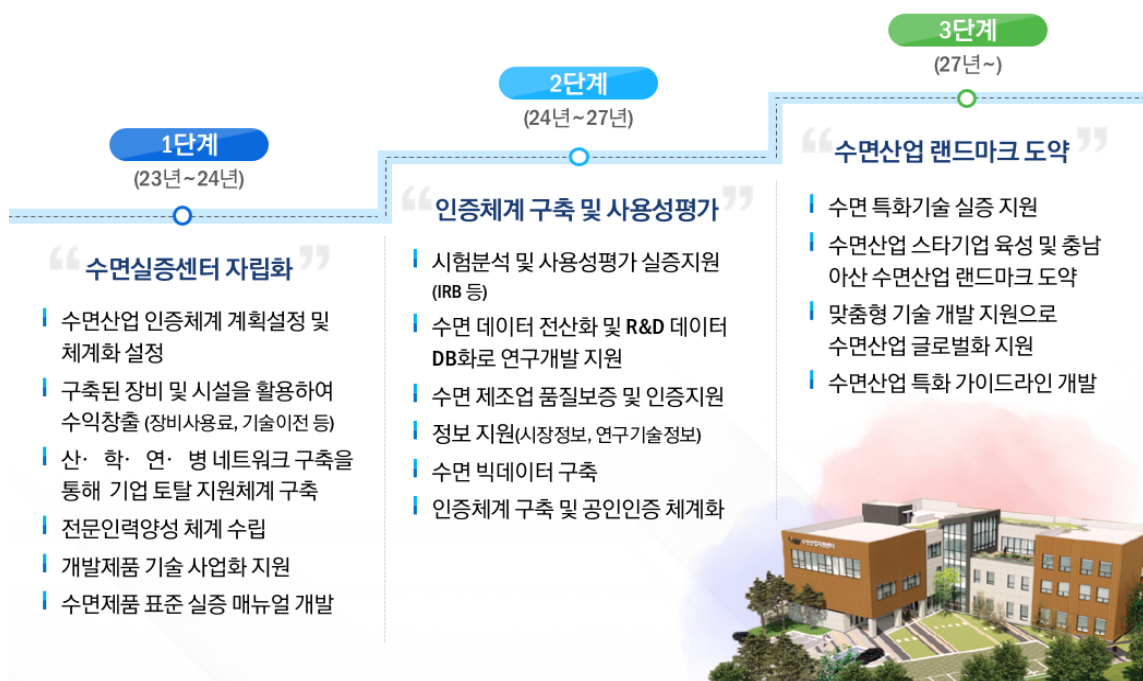 1단계
(23년~24년)
수면실증센터 자립화
수면산업 인증체계 계획설정 및
체계화 설정
구축된 장비 및 시설을 활용하여
수익창출 (장비사용료, 기술이전 등)
산· 학· 연· 병 네트워크 구축을
통해 기업 토탈 지원체계 구축
전문인력양성 체계 수립
개발제품 기술 사업화 지원
수면제품 표준 실증 매뉴얼 개발
2단계
(24년~27년)
인증체계 구축 및 사용성평가
시험분석 및 사용성평가 실증지원
(IRB 등)
수면 데이터 전산화 및 R&D 데이터
DB화로 연구개발 지원
수면 제조업 품질보증 및 인증지원
정보 지원(시장정보, 연구기술정보)
수면 빅데이터 구축
인증체계 구축 및 공인인증 체계화
3단계
(27년~)
수면산업 랜드마크 도약
수면 특화기술 실증 지원
수면산업 스타기업 육성 및 충남
아산 수면산업 랜드마크 도약
맞춤형 기술 개발 지원으로
수면산업 글로벌화 지원
수면산업 특화 가이드라인 개발